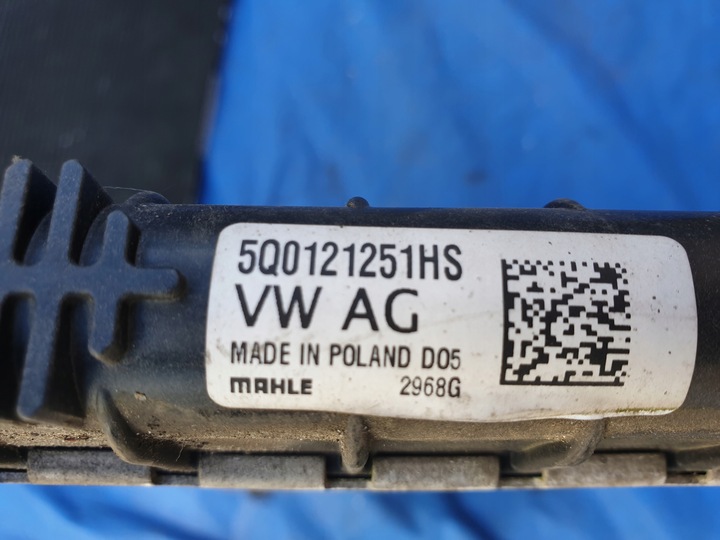 5Q0121251HS
VW AG
MADE IN POLAND D05
MAHLE 2968G